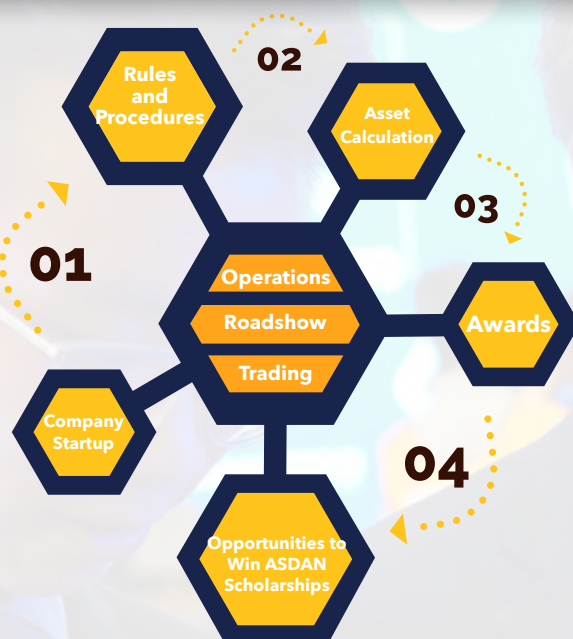 02
Rules
and
Procedures
Asset
Calculation
03
01
Operations
Roadshow
Trading
Awards
Company
Startup
04
Opportunities to
Win ASDAN
Scholarships